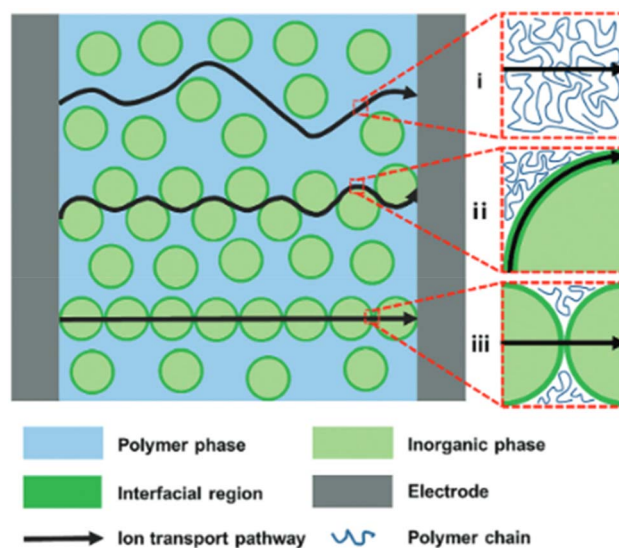 i
ii
iii
Polymer phase
Inorganic phase
Interfacial region
Electrode
Ion transport pathway
Polymer chain